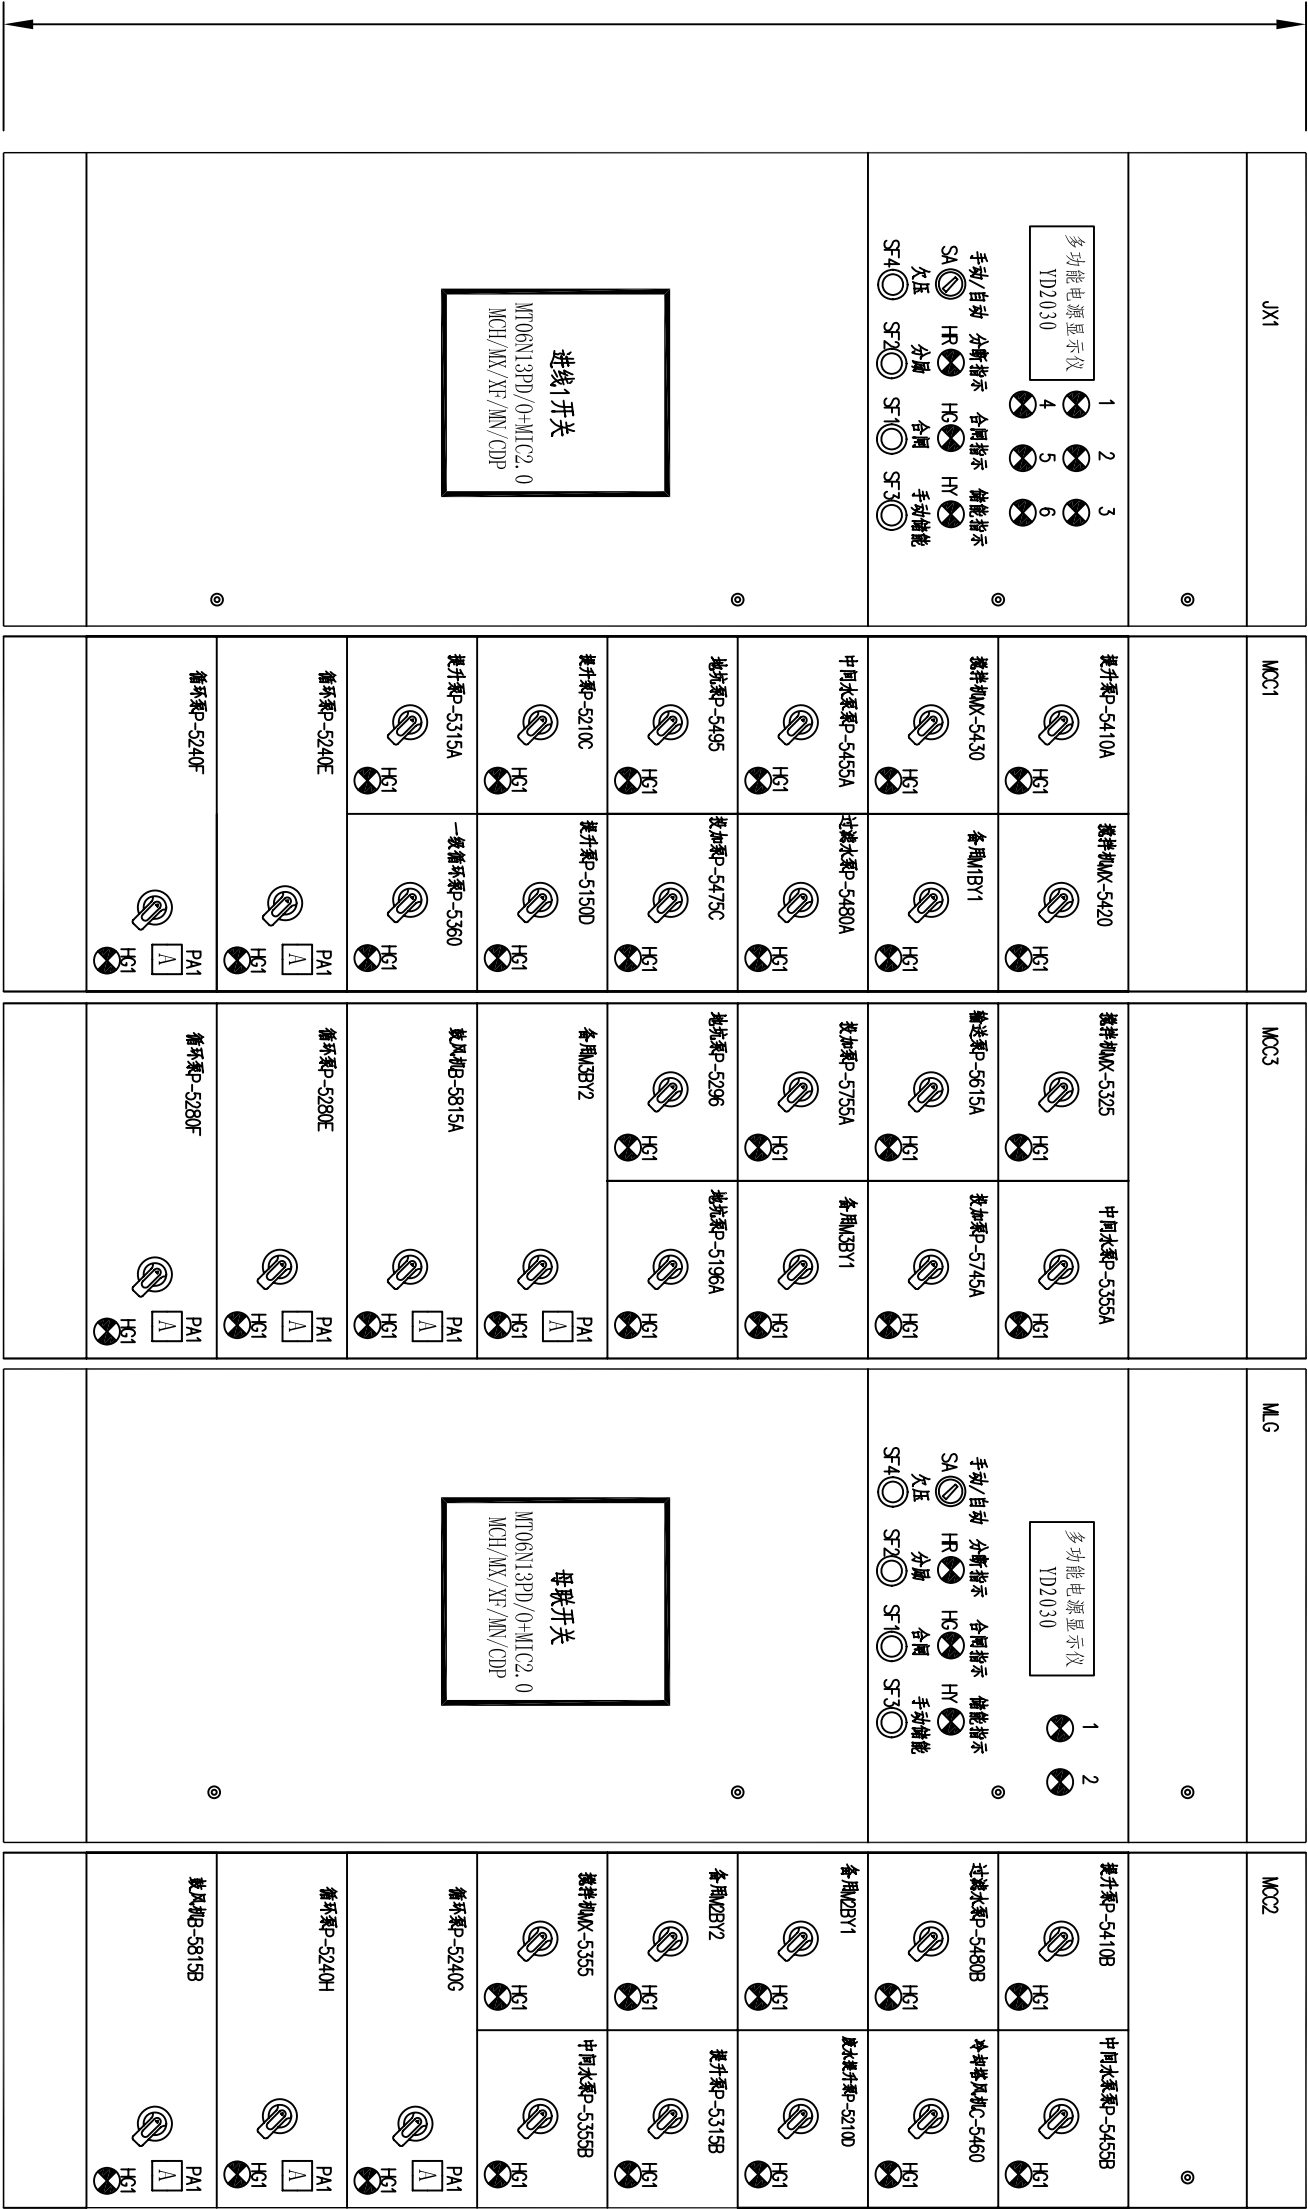 JX1
多功能电源显示仪
YD2030
1
2
3
4
5
6
手动/自动
分断指示
合闸指示
储能指示
SA
HR
HG
HY
欠压
分励
合闸
手动储能
SF4
SF2
SF1
SF3
进线1开关
MT06N13PD/0+MIC2.0
MCH/MX/XF/MN/CDP
MCC1
提升泵P-5410A
HG1
搅拌机MX-5420
HG1
搅拌机MX-5430
HG1
备用M1BY1
HG1
中间水泵泵P-5455A
HG1
过滤水泵P-5480A
HG1
地坑泵P-5495
HG1
投加泵P-5475C
HG1
提升泵P-5210C
HG1
提升泵P-5150D
HG1
提升泵P-5315A
HG1
一级循环泵P-5360
HG1
循环泵P-5240E
PA1
A
HG1
循环泵P-5240F
PA1
A
HG1
MCC3
搅拌机MX-5325
HG1
中间水泵P-5355A
HG1
输送泵P-5615A
HG1
投加泵P-5745A
HG1
投加泵P-5755A
HG1
备用M3BY1
HG1
地坑泵P-5296
HG1
地坑泵P-5196A
HG1
备用M3BY2
PA1
A
HG1
鼓风机B-5815A
PA1
A
HG1
循环泵P-5280E
PA1
A
HG1
循环泵P-5280F
PA1
A
HG1
MLG
多功能电源显示仪
YD2030
1
2
手动/自动
分断指示
合闸指示
储能指示
SA
HR
HG
HY
欠压
分励
合闸
手动储能
SF4
SF2
SF1
SF3
母联开关
MT06N13PD/0+MIC2.0
MCH/MX/XF/MN/CDP
MCC2
提升泵P-5410B
HG1
中间水泵泵P-5455B
HG1
过滤水泵P-5480B
HG1
冷却塔风机C-5460
HG1
备用M2BY1
HG1
废水提升泵P-5210D
HG1
备用M2BY2
HG1
提升泵P-5315B
HG1
搅拌机MX-5355
HG1
中间水泵P-5355B
HG1
循环泵P-5240G
PA1
A
HG1
循环泵P-5240H
PA1
A
HG1
鼓风机B-5815B
PA1
A
HG1